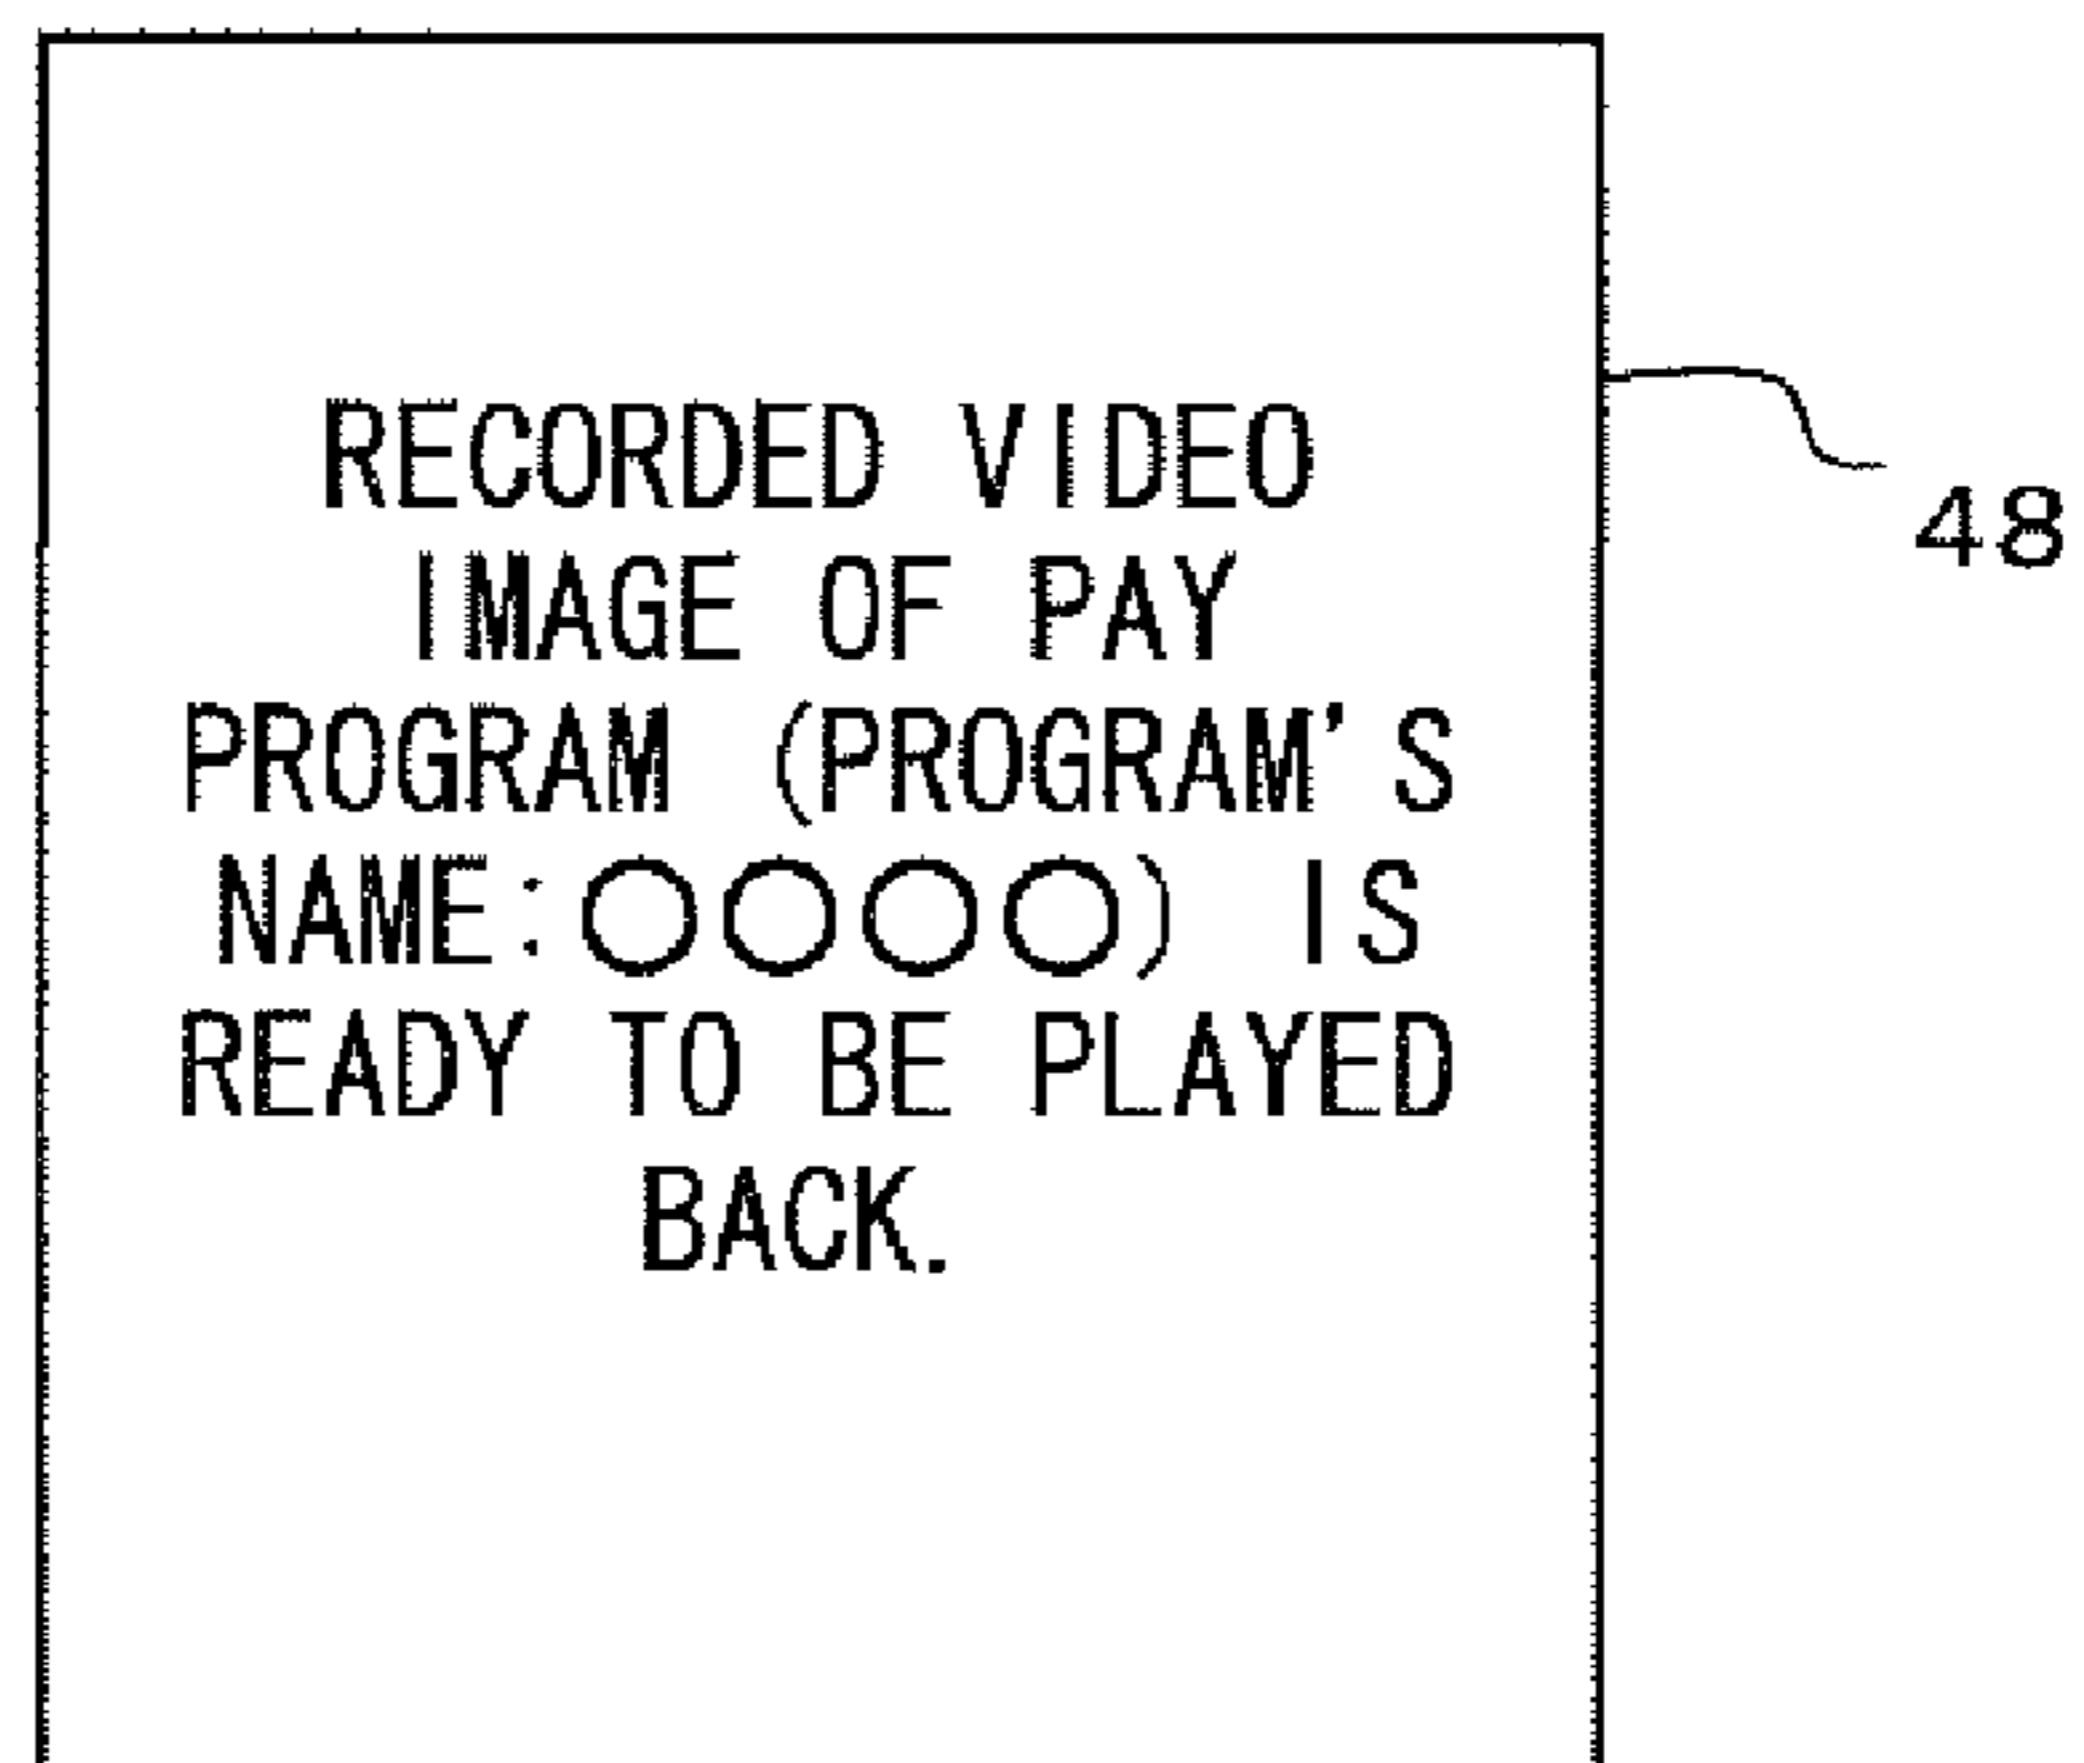 RECORDED VIDEO
IMAGE OF PAY
PROGRAM (PROGRAM'S
NAME:○○○○) IS
READY TO BE PLAYED
BACK.
48